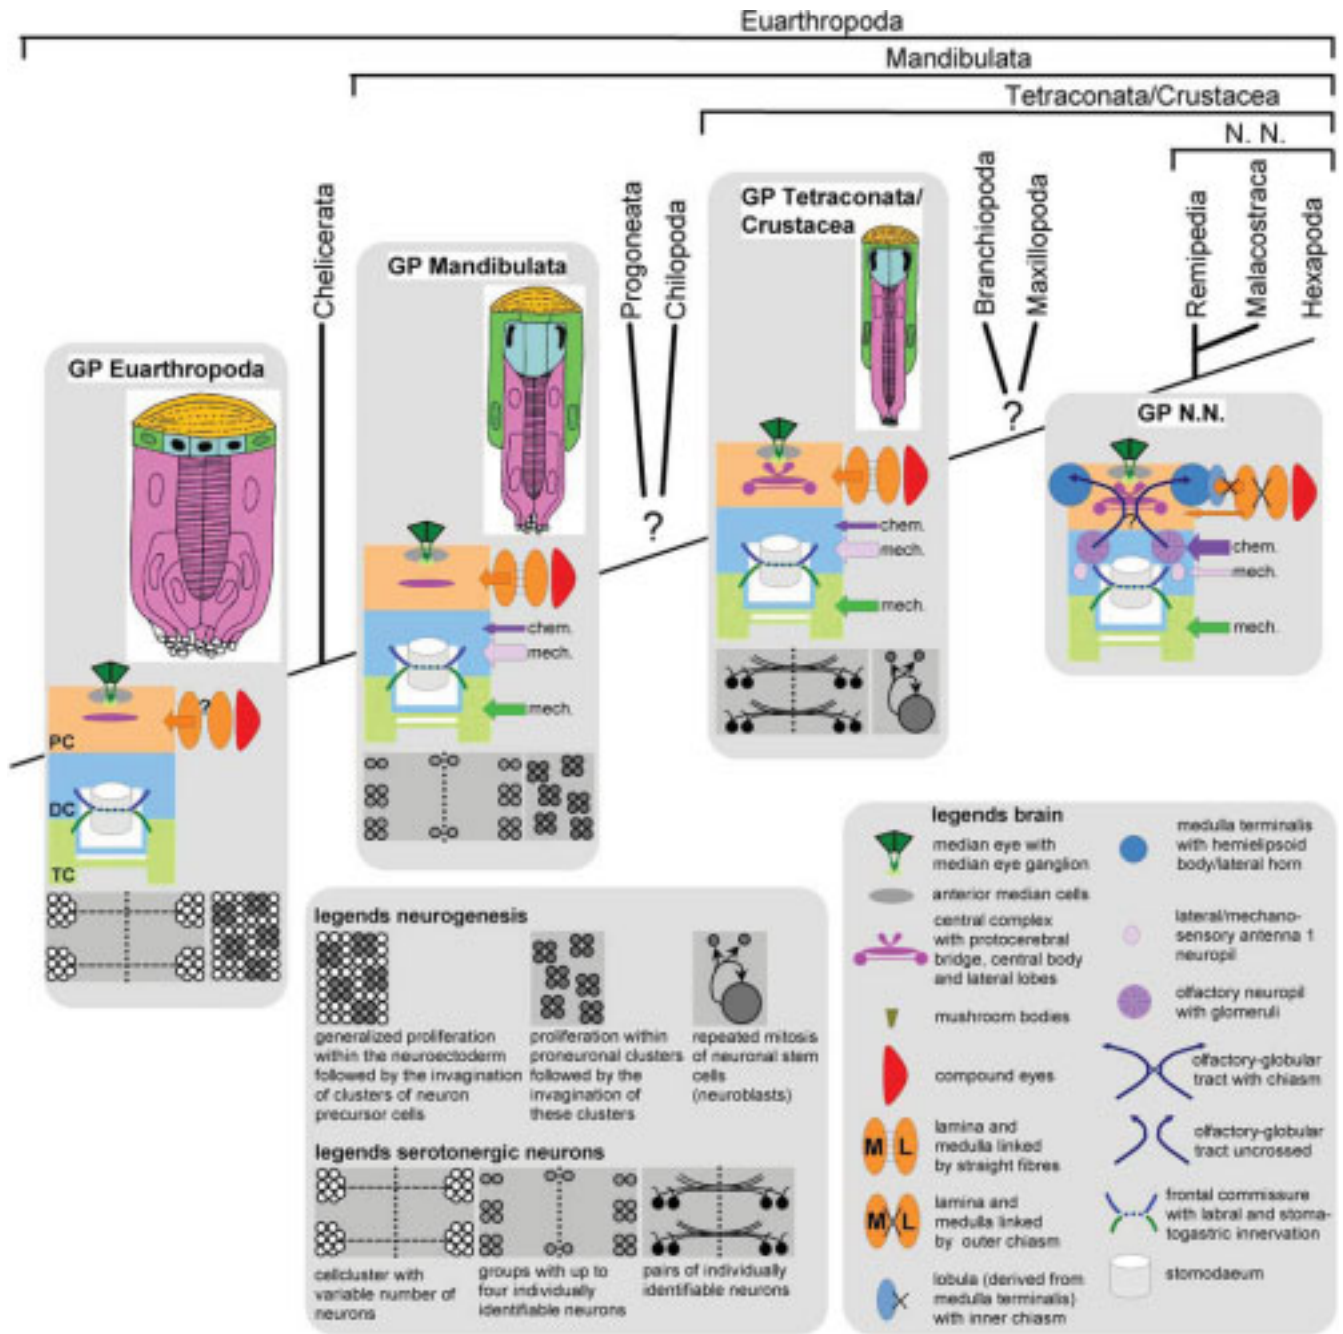 Euarthropoda
Mandibulata
Tetraconata/Crustacea
N. N.
Chelicerata
Progoneata
Chilopoda
Branchiopoda
Maxillopoda
Remipedia
Malacostraca
Hexapoda
GP Euarthropoda
?
PC
DC
TC
GP Mandibulata
chem.
mech.
mech.
?
GP Tetraconata/
Crustacea
chem.
mech.
mech.
?
GP N.N.
?
chem.
mech.
mech.
legends neurogenesis
generalized proliferation
within the neuroectoderm
followed by the invagination
of clusters of neuron
precursor cells
proliferation within
proneuronal clusters
followed by the
invagination of
these clusters
repeated mitosis
of neuronal stem
cells
(neuroblasts)
legends serotonergic neurons
cellcluster with
variable number of
neurons
groups with up to
four individually
identifiable neurons
pairs of individually
identifiable neurons
legends brain
median eye with
median eye ganglion
anterior median cells
central complex
with protocerebral
bridge, central body
and lateral lobes
mushroom bodies
compound eyes
M L
lamina and
medulla linked
by straight fibres
M L
lamina and
medulla linked
by outer chiasm
lobula (derived from
medulla terminalis)
with inner chiasm
medulla terminalis
with hemielipsoid
body/lateral horn
lateral/mechano-
sensory antenna 1
neuropil
olfactory neuropil
with glomeruli
olfactory-globular
tract with chiasm
olfactory-globular
tract uncrossed
frontal commissure
with labral and stoma-
togastric innervation
stomodaeum